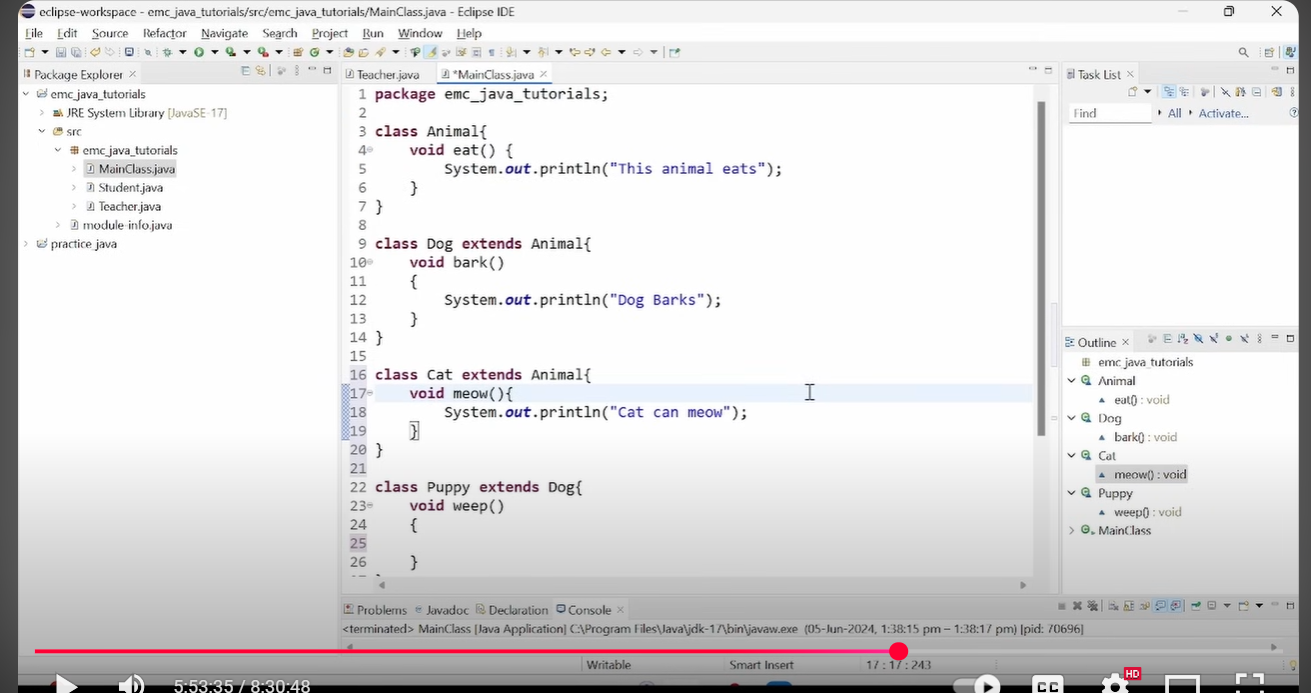 eclipse-workspace - emc_java_tutorials/src/emc_java_tutorials/MainClass.java - Eclipse IDE
File Edit Source Refactor Navigate Search Project Run Window Help
Package Explorer
emc_java_tutorials
JRE System Library [JavaSE-17]
src
emc_java_tutorials
MainClass.java
Student.java
Teacher.java
module-info.java
practice_java
Teacher.java *MainClass.java
1 package emc_java_tutorials;
2
3 class Animal{
4 void eat() {
5 System.out.println("This animal eats");
6 }
7 }
8
9 class Dog extends Animal{
10 void bark()
11 {
12 System.out.println("Dog Barks");
13 }
14 }
15
16 class Cat extends Animal{
17 void meow(){
18 System.out.println("Cat can meow");
19 }
20 }
21
22 class Puppy extends Dog{
23 void weep()
24 {
25
26 }
Task List
Find All Activate...
Outline
emc_java_tutorials
Animal
eat() : void
Dog
bark() : void
Cat
meow() : void
Puppy
weep() : void
MainClass
Problems Javadoc Declaration Console
<terminated> MainClass [Java Application] C:\Program Files\Java\jdk-17\bin\javaw.exe (05-Jun-2024, 1:38:15 pm – 1:38:17 pm) [pid: 70696]
Writable Smart Insert 17 : 17 : 243
5:53:35 / 8:30:48
CC HD